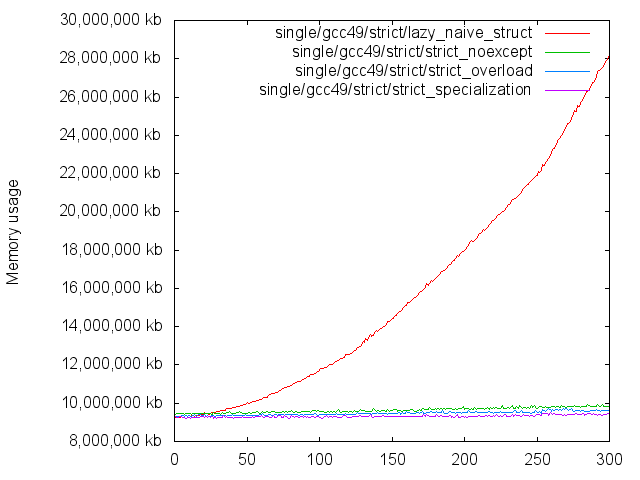 30,000,000 kb
28,000,000 kb
26,000,000 kb
24,000,000 kb
22,000,000 kb
20,000,000 kb
18,000,000 kb
16,000,000 kb
14,000,000 kb
12,000,000 kb
10,000,000 kb
8,000,000 kb
Memory usage
single/gcc49/strict/lazy_naive_struct
single/gcc49/strict/strict_noexcept
single/gcc49/strict/strict_overload
single/gcc49/strict/strict_specialization
0 50 100 150 200 250 300